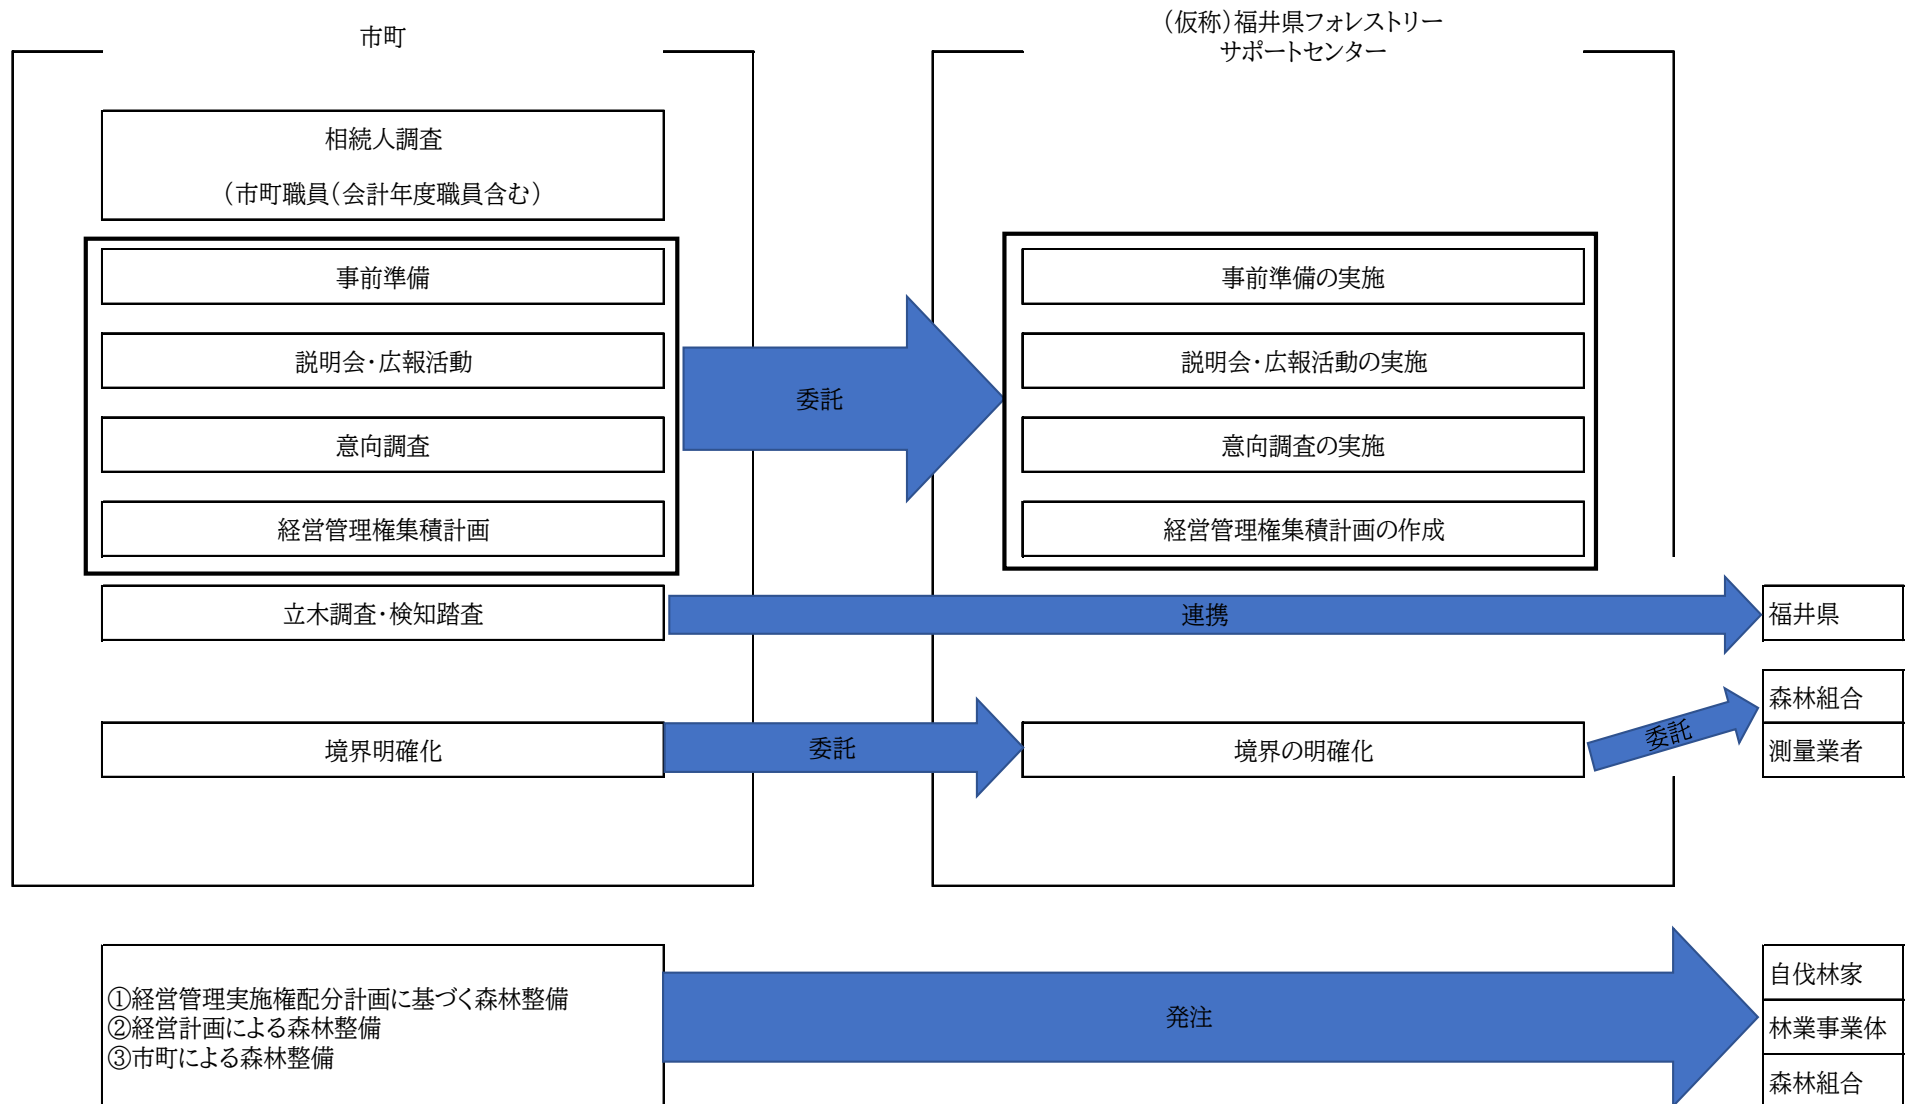 市町
（仮称）福井県フォレストリー
サポートセンター
相続人調査
（市町職員（会計年度職員含む）
事前準備
説明会・広報活動
意向調査
経営管理権集積計画
委託
事前準備の実施
説明会・広報活動の実施
意向調査の実施
経営管理権集積計画の作成
立木調査・検知踏査
連携
福井県
境界明確化
委託
境界の明確化
委託
森林組合
測量業者
①経営管理実施権配分計画に基づく森林整備
②経営計画による森林整備
③市町による森林整備
発注
自伐林家
林業事業体
森林組合